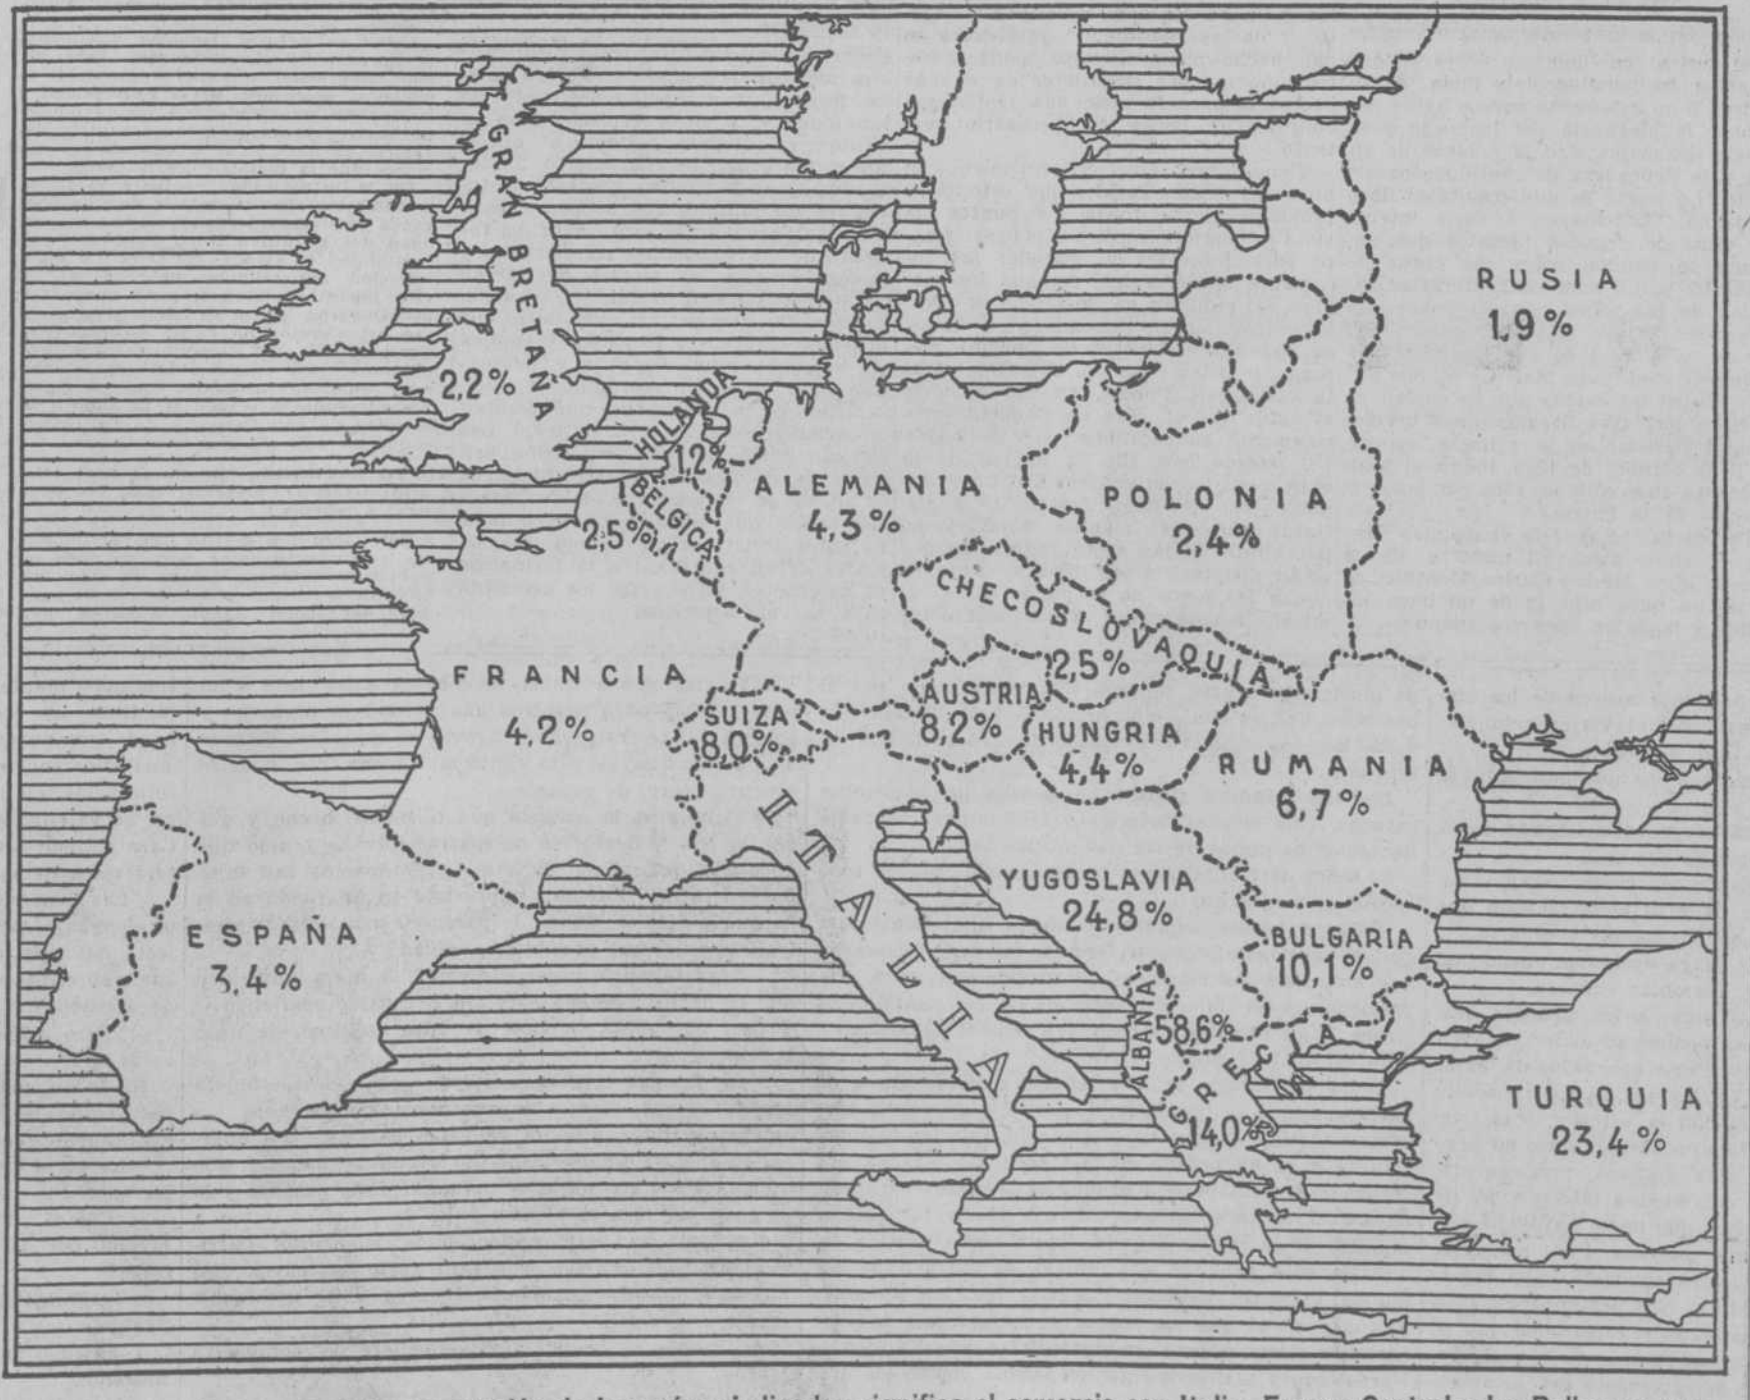 GRAN BRETAÑA
2,2%
HOLANDA
1,2%
BELGICA
2,5%
ALEMANIA
4,3%
POLONIA
2,4%
RUSIA
1,9%
CHECOSLOVAQUIA
2,5%
FRANCIA
4,2%
SUIZA
8,0%
AUSTRIA
8,2%
HUNGRIA
4,4%
RUMANIA
6,7%
ITALIA
YUGOSLAVIA
24,8%
BULGARIA
10,1%
ESPAÑA
3,4%
ALBANIA
58,6%
GRECIA
14,0%
TURQUIA
23,4%